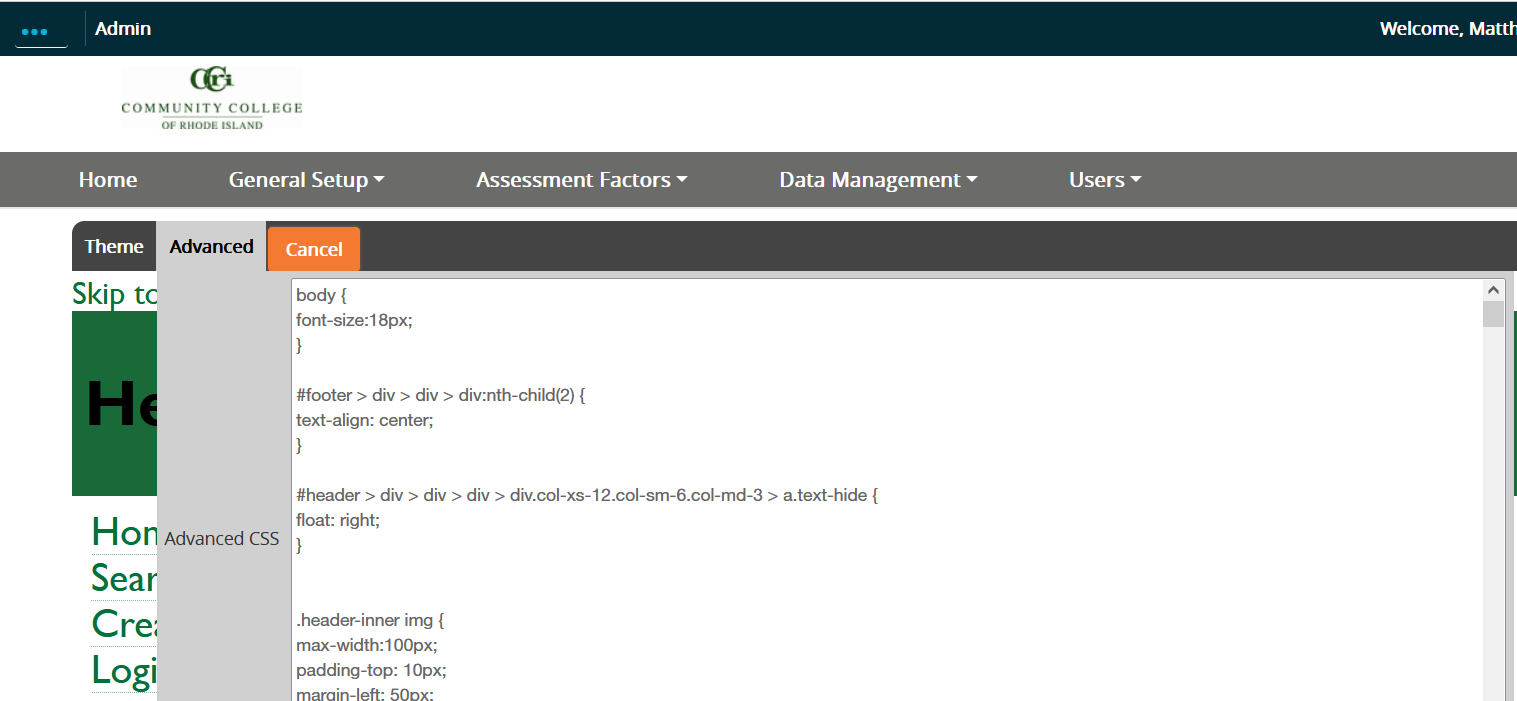 Admin
Welcome, Matth
CCRI
COMMUNITY COLLEGE
OF RHODE ISLAND
Home General Setup Assessment Factors Data Management Users
Theme Advanced Cancel
Skip to
He
Hom
Sear
Crea
Logi
Advanced CSS
body {
font-size:18px;
}
#footer > div > div > div:nth-child(2) {
text-align: center;
}
#header > div > div > div > div.col-xs-12.col-sm-6.col-md-3 > a.text-hide {
float: right;
}
.header-inner img {
max-width:100px;
padding-top: 10px;
margin-left: 50px;